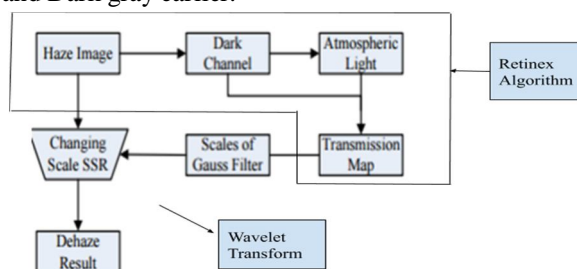 and Dark gray barrier.
Haze Image
Dark
Channel
Atmospheric
Light
Retinex
Algorithm
Changing
Scale SSR
Scales of
Gauss Filter
Transmission
Map
Wavelet
Transform
Dehaze
Result